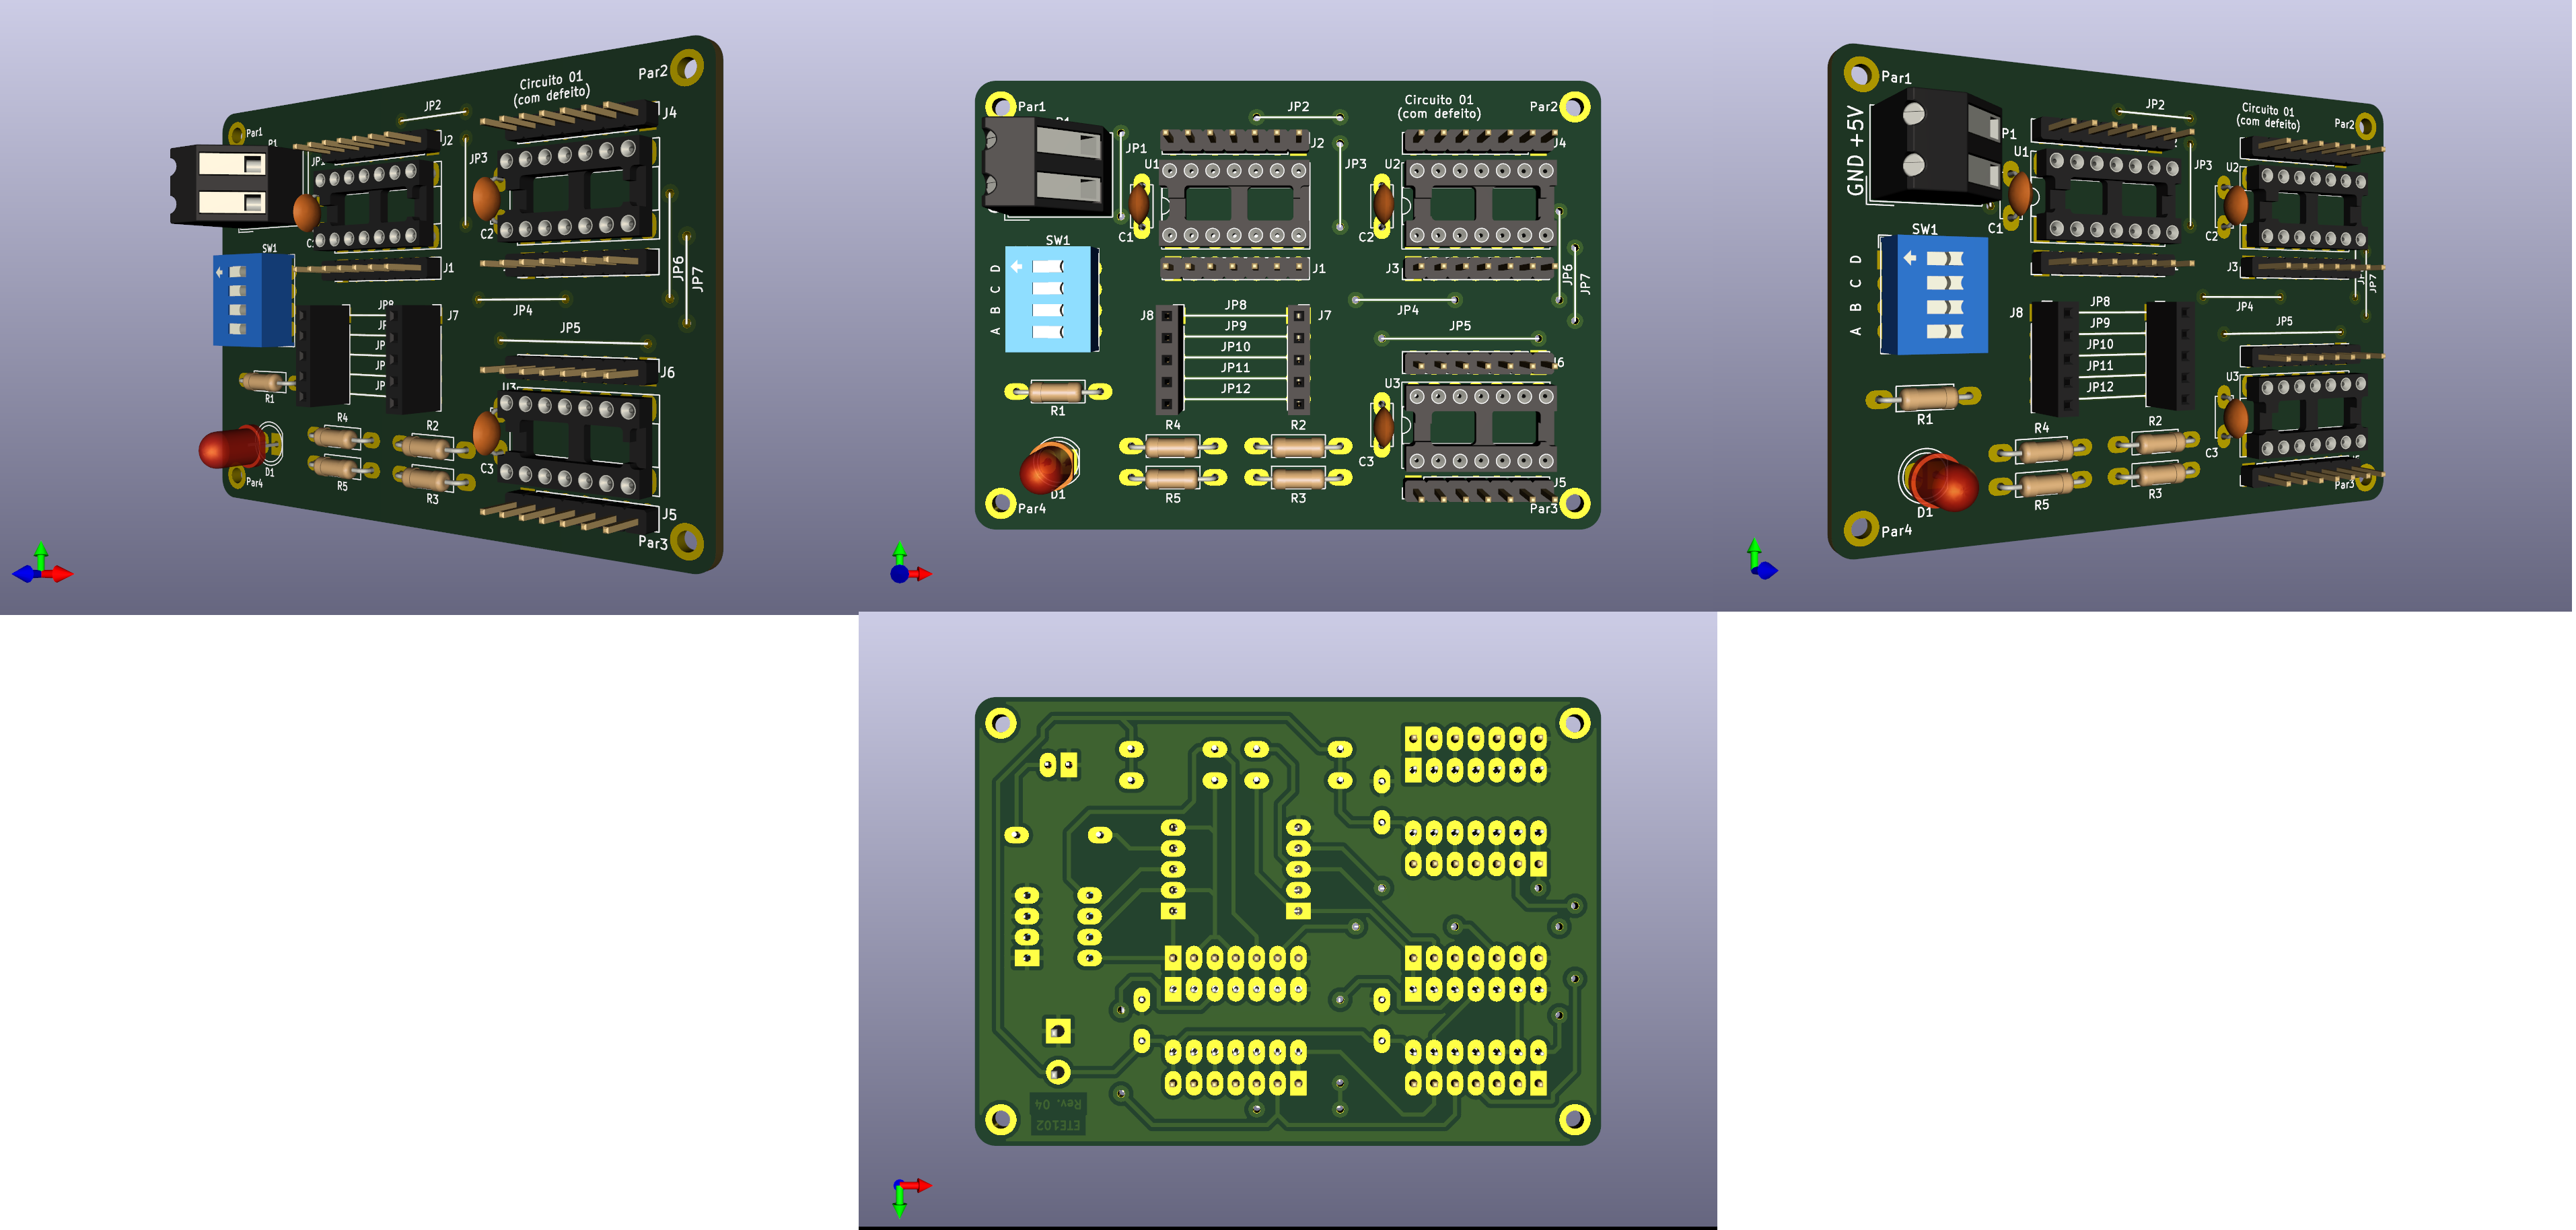 Par1
P1
JP1
U1
C1
JP2
J2
JP3
U2
C2
Circuito 01
(com defeito)
Par2
J4
J1
J3
JP4
JP6
JP7
JP5
J6
SW1
A B C D
J8
JP8
JP9
JP10
JP11
JP12
J7
R1
D1
Par4
R4
R2
R5
R3
U3
C3
J5
Par3
Par1
JP2
JP3
C2
Circuito 01
(com defeito)
Par2
J4
J2
J1
SW1
JP8
J7
JP4
JP5
JP6
JP7
J6
R1
R4
R2
D1
R5
R3
C3
Par4
J5
Par3
Par1
GND +5V
P1
U1
C1
JP2
JP3
Circuito 01
(com defeito)
Par2
U2
C2
J3
JP4
JP5
JP7
SW1
A B C D
J8
JP8
JP9
JP10
JP11
JP12
R1
R4
R2
R5
R3
D1
Par4
U3
C3
Par3
Rev. 04
ETE102